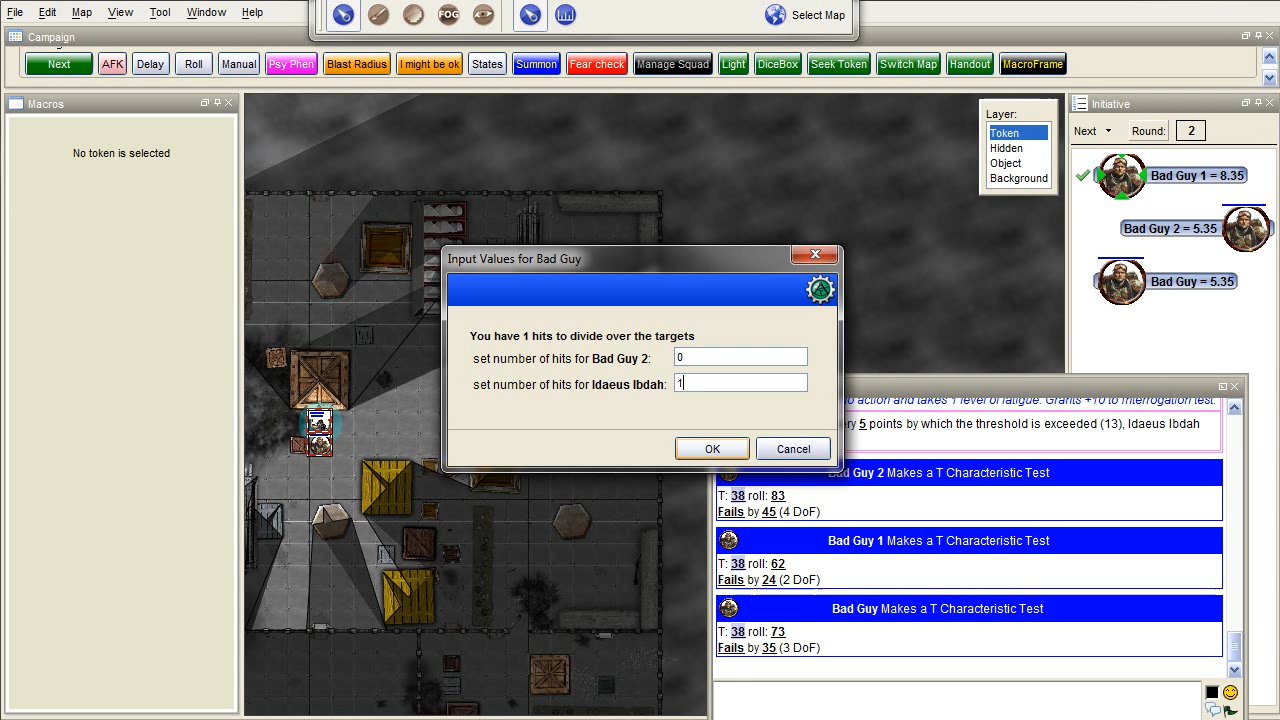 File Edit Map View Tool Window Help
FOG
Select Map
Campaign
Next AFK Delay Roll Manual Psy Phen Blast Radius I might be ok States Summon Fear check Manage Squad Light DiceBox Seek Token Switch Map Handout MacroFrame
Macros
No token is selected
Layer:
Token
Hidden
Object
Background
Initiative
Next Round: 2
Bad Guy 1 = 8.35
Bad Guy 2 = 5.35
Bad Guy = 5.35
Input Values for Bad Guy
You have 1 hits to divide over the targets
set number of hits for Bad Guy 2: 0
set number of hits for Idaeus Ibdah: 1
OK Cancel
action and takes 1 level of fatigue. Grants +10 to Interrogation test.
5 points by which the threshold is exceeded (13), Idaeus Ibdah
Bad Guy 2 Makes a T Characteristic Test
T: 38 roll: 83
Fails by 45 (4 DoF)
Bad Guy 1 Makes a T Characteristic Test
T: 38 roll: 62
Fails by 24 (2 DoF)
Bad Guy Makes a T Characteristic Test
T: 38 roll: 73
Fails by 35 (3 DoF)